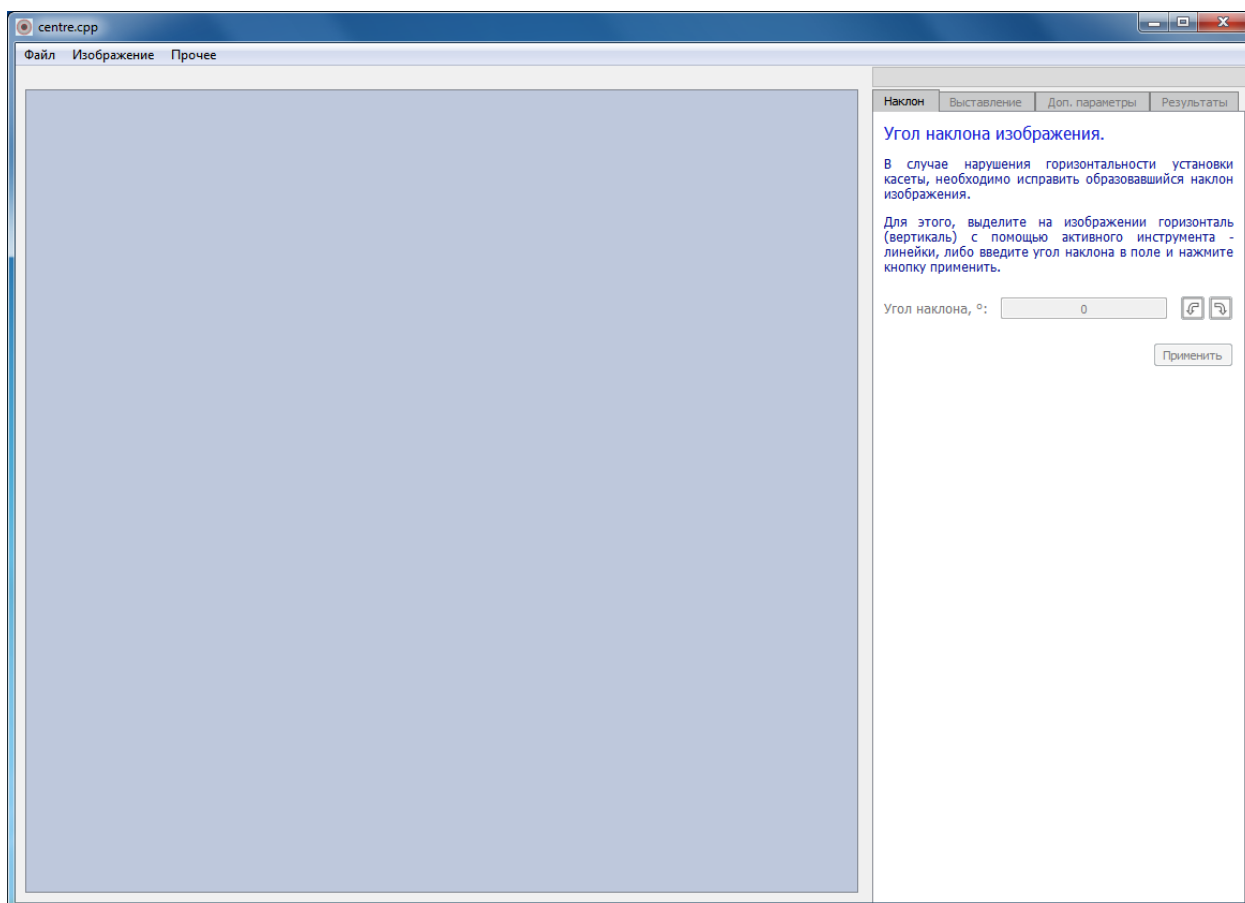 centre.cpp
Файл Изображение Прочее
Наклон Выставление Доп. параметры Результаты
Угол наклона изображения.
В случае нарушения горизонтальности установки
касеты, необходимо исправить образовавшийся наклон
изображения.
Для этого, выделите на изображении горизонталь
(вертикаль) с помощью активного инструмента -
линейки, либо введите угол наклона в поле и нажмите
кнопку применить.
Угол наклона, °: 0
Применить